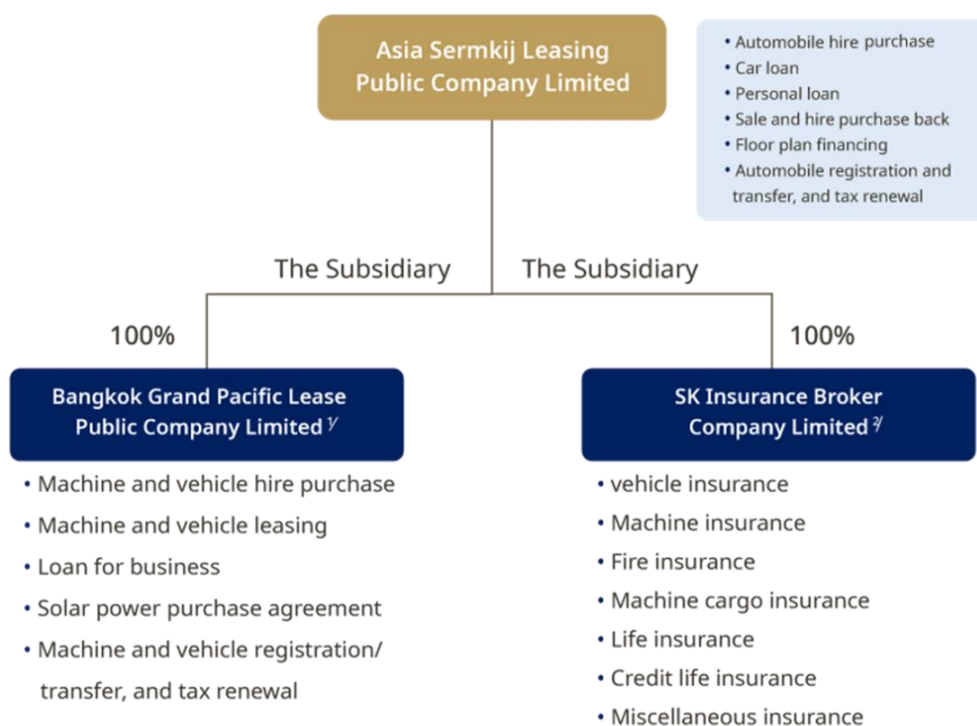 Asia Sermkij Leasing
Public Company Limited
• Automobile hire purchase
• Car loan
• Personal loan
• Sale and hire purchase back
• Floor plan financing
• Automobile registration and
transfer, and tax renewal
The Subsidiary
The Subsidiary
100%
100%
Bangkok Grand Pacific Lease
Public Company Limited 1/
• Machine and vehicle hire purchase
• Machine and vehicle leasing
• Loan for business
• Solar power purchase agreement
• Machine and vehicle registration/
transfer, and tax renewal
SK Insurance Broker
Company Limited 2/
• vehicle insurance
• Machine insurance
• Fire insurance
• Machine cargo insurance
• Life insurance
• Credit life insurance
• Miscellaneous insurance